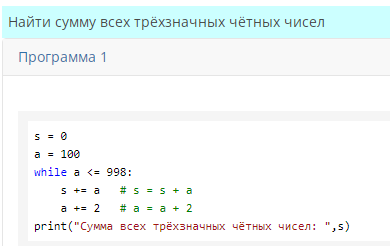 Найти сумму всех трёхзначных чётных чисел
Программа 1
s = 0
a = 100
while a <= 998:
    s += a   # s = s + a
    a += 2   # a = a + 2
print("Сумма всех трёхзначных чётных чисел: ",s)